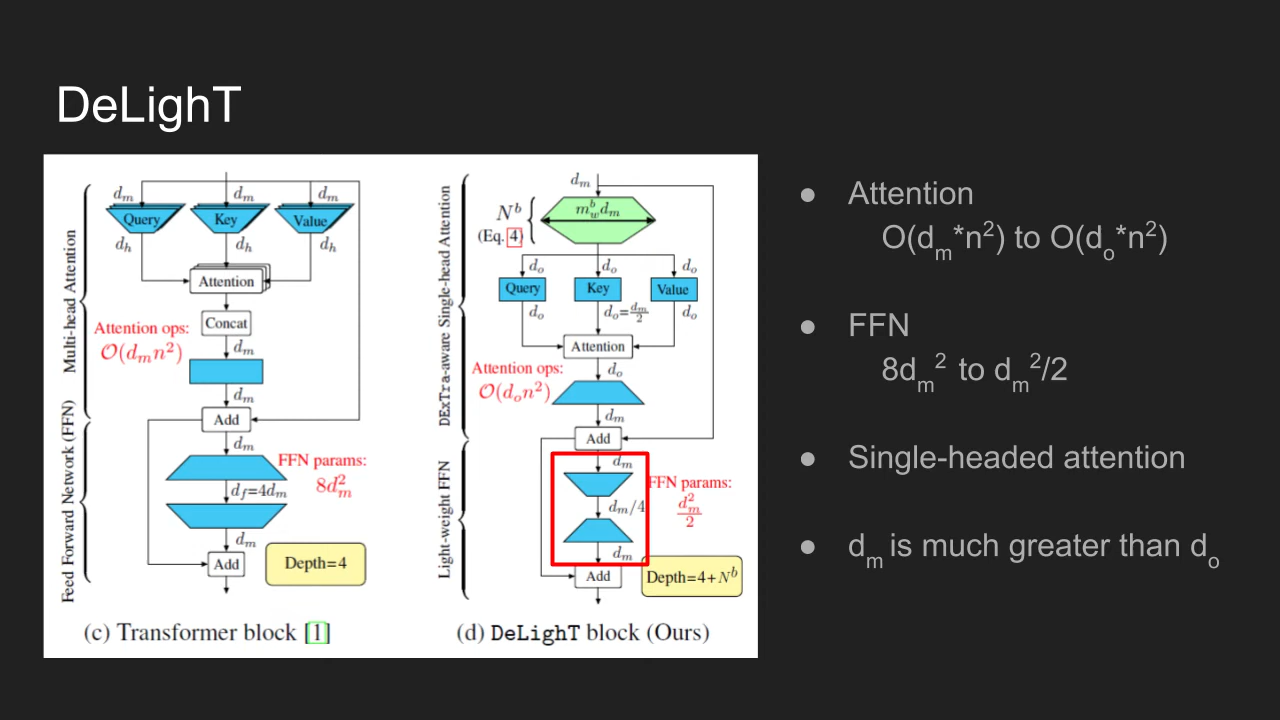 DeLighT
Multi-head Attention
Feed Forward Network (FFN)
dₘ dₘ dₘ
Query Key Value
dₕ dₕ dₕ
Attention
Concat
Attention ops:
O(dₘn²)
dₘ
dₘ
Add
dₘ
FFN params:
8dₘ²
d_f=4dₘ
dₘ
Add
Depth=4
(c) Transformer block [1]
DExTra-aware Single-head Attention
Light-weight FFN
dₘ
Nᵇ
(Eq. 4)
m_w^b dₘ
dₒ dₒ dₒ
Query Key Value
dₒ dₒ=dₘ/2 dₒ
Attention
Attention ops:
O(dₒn²)
dₒ
dₘ
Add
dₘ
FFN params:
dₘ²/2
dₘ/4
dₘ
Add
Depth=4+Nᵇ
(d) DeLighT block (Ours)
● Attention
O(dₘ*n²) to O(dₒ*n²)
● FFN
8dₘ² to dₘ²/2
● Single-headed attention
● dₘ is much greater than dₒ